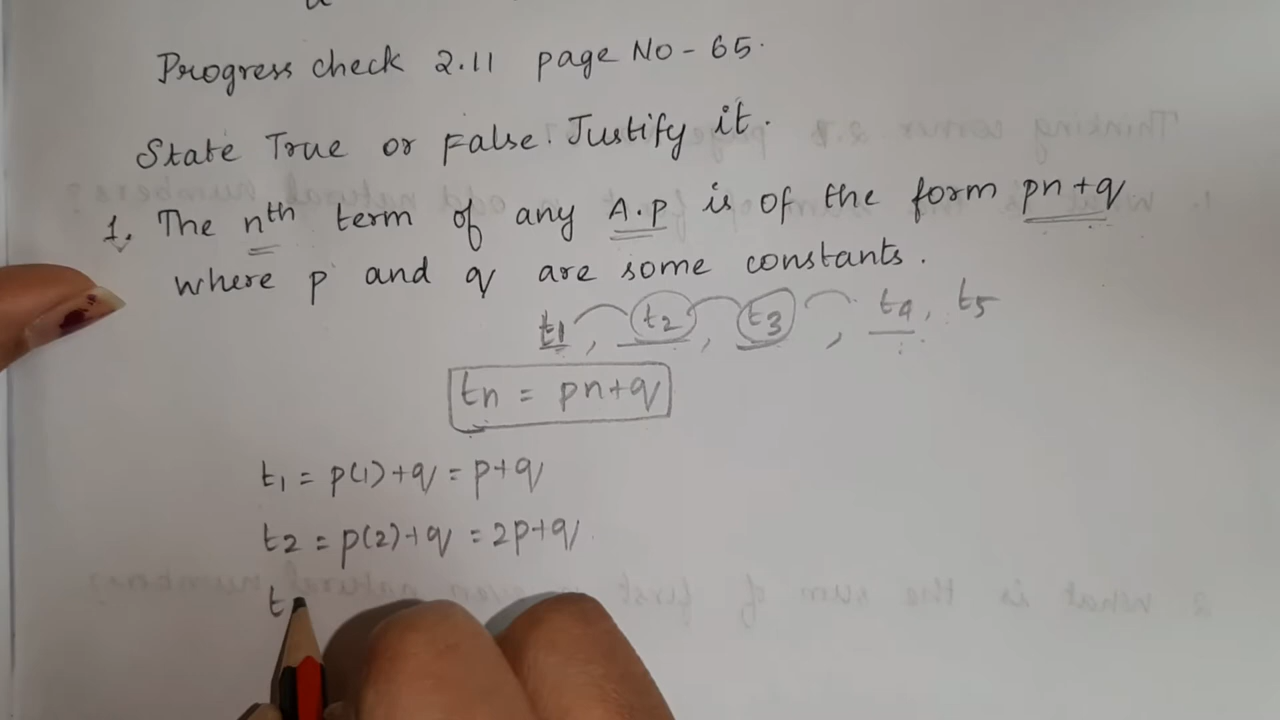 Progress check 2.11 page No - 65.
State True or False. Justify it.
1. The nth term of any A.P is of the form pn+q
where p and q are some constants.
t1, t2, t3, t4, t5
tn = pn+q
t1 = p(1)+q = p+q
t2 = p(2)+q = 2p+q
t